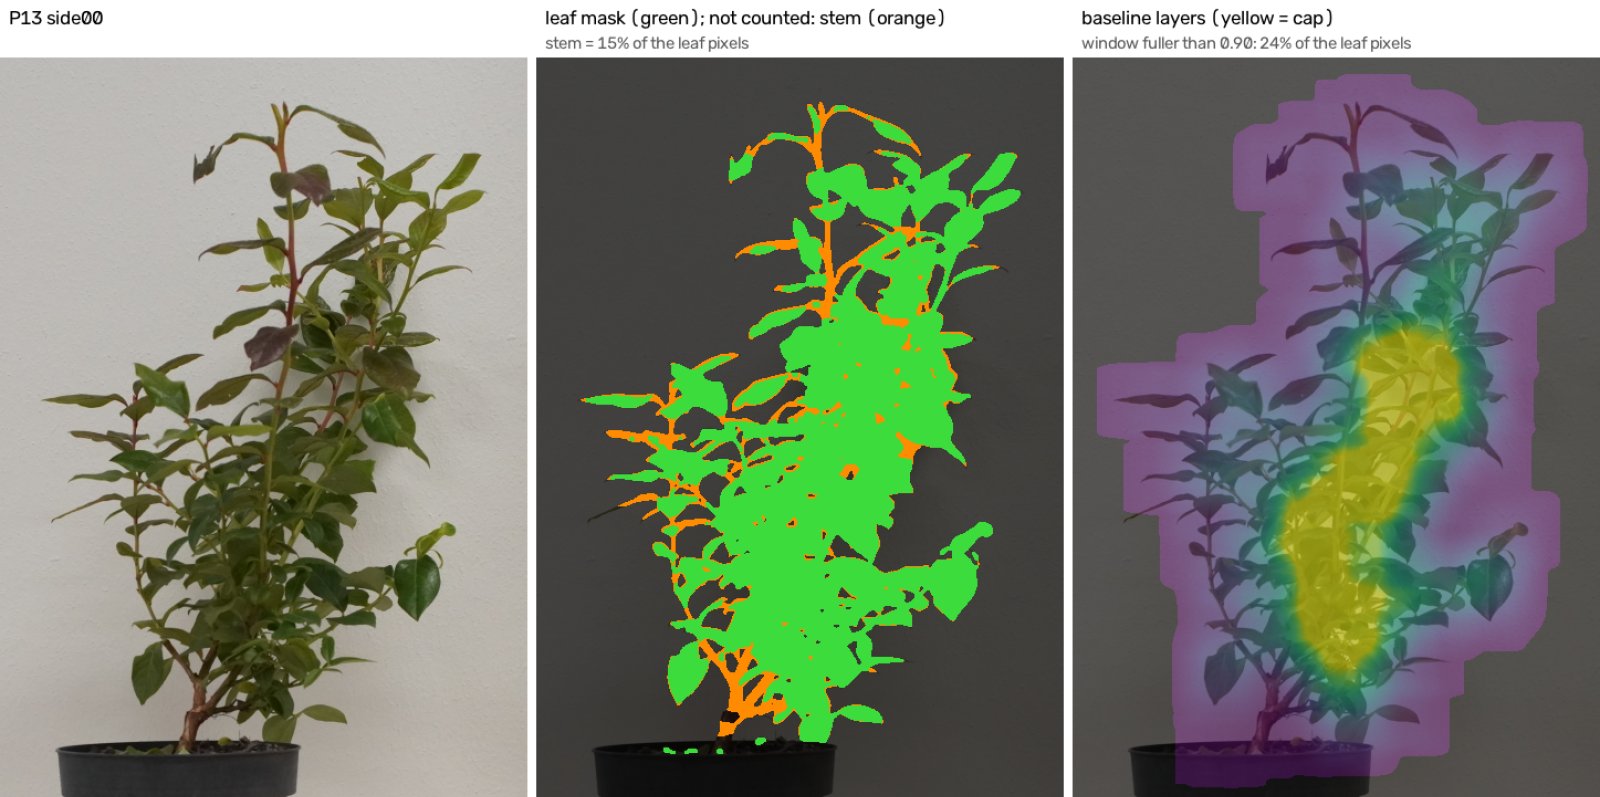 P13 side00
leaf mask (green); not counted: stem (orange)
stem = 15% of the leaf pixels
baseline layers (yellow = cap)
window fuller than 0.90: 24% of the leaf pixels